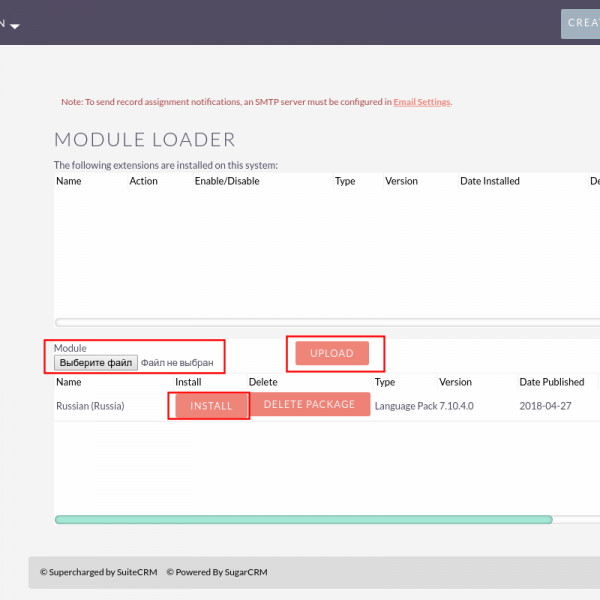 N
CREA
Note: To send record assignment notifications, an SMTP server must be configured in Email Settings.
MODULE LOADER
The following extensions are installed on this system:
Name Action Enable/Disable Type Version Date Installed De
Module
Выберите файл Файл не выбран
UPLOAD
Name Install Delete Type Version Date Published
Russian (Russia) INSTALL DELETE PACKAGE Language Pack 7.10.4.0 2018-04-27
© Supercharged by SuiteCRM © Powered By SugarCRM